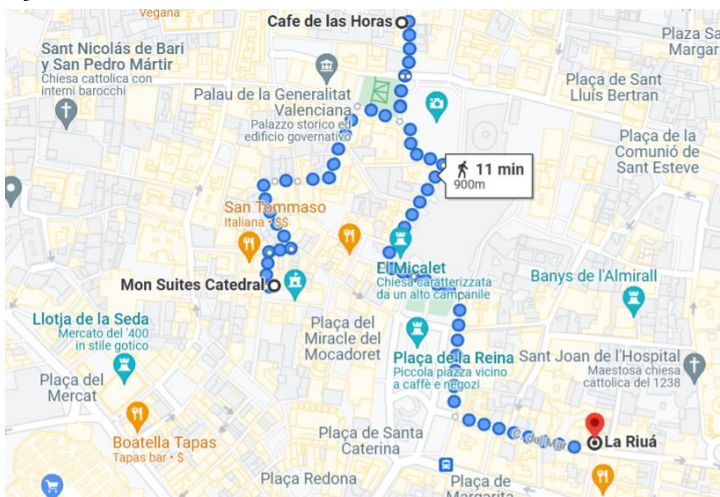 Vegana
Cafe de las Horas
Plaza Sa
Margar
Sant Nicolás de Bari
y San Pedro Mártir
Chiesa cattolica con
interni barocchi
Palau de la Generalitat
Valenciana
Palazzo storico ed
edificio governativo
Plaça de Sant
Lluís Bertran
Plaça de la
Comunió de
Sant Esteve
11 min
900m
San Tommaso
Italiana • $$
Mon Suites Catedral
El Micalet
Chiesa caratterizzata
da un alto campanile
Banys de l'Almirall
Llotja de la Seda
Mercato del '400
in stile gotico
Plaça del
Miracle del
Mocadoret
Plaça de la Reina
Piccola piazza vicino
a caffè e negozi
Sant Joan de l'Hospital
Maestosa chiesa
cattolica del 1238
Plaça del
Mercat
Boatella Tapas
Tapas bar • $
Plaça de Santa
Caterina
C. del Mar
La Riuá
Plaça Redona
Plaça de
Margarita